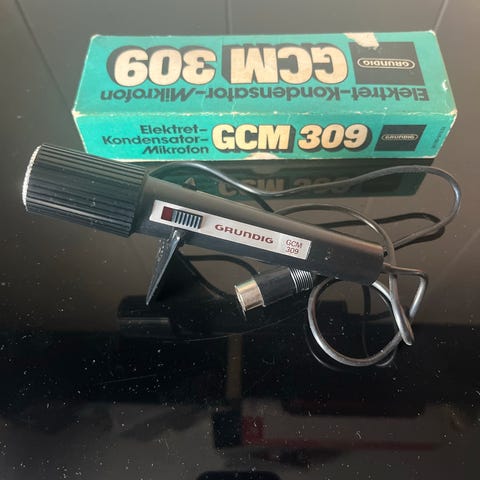 GCM 309
GRUNDIG
Elektret-Kondensator-Mikrofon
Elektret-
Kondensator-
Mikrofon
GCM 309
GRUNDIG
GRUNDIG
GCM
309